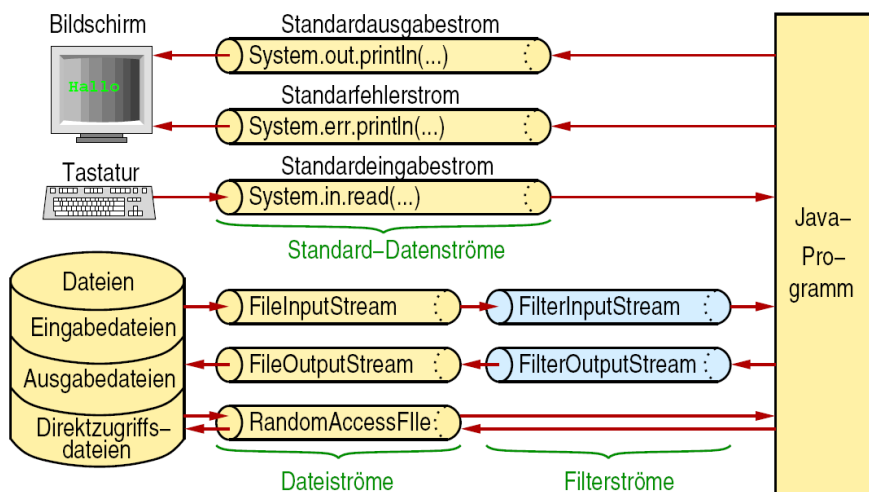 Bildschirm
Standardausgabestrom
System.out.println(...)
Hallo
Standarfehlerstrom
System.err.println(...)
Standardeingabestrom
Tastatur
System.in.read(...)
Standard–Datenströme
Java–
Pro–
gramm
Dateien
Eingabedateien
FileInputStream
FilterInputStream
Ausgabedateien
FileOutputStream
FilterOutputStream
Direktzugriffs–
dateien
RandomAccessFIle
Dateiströme
Filterströme